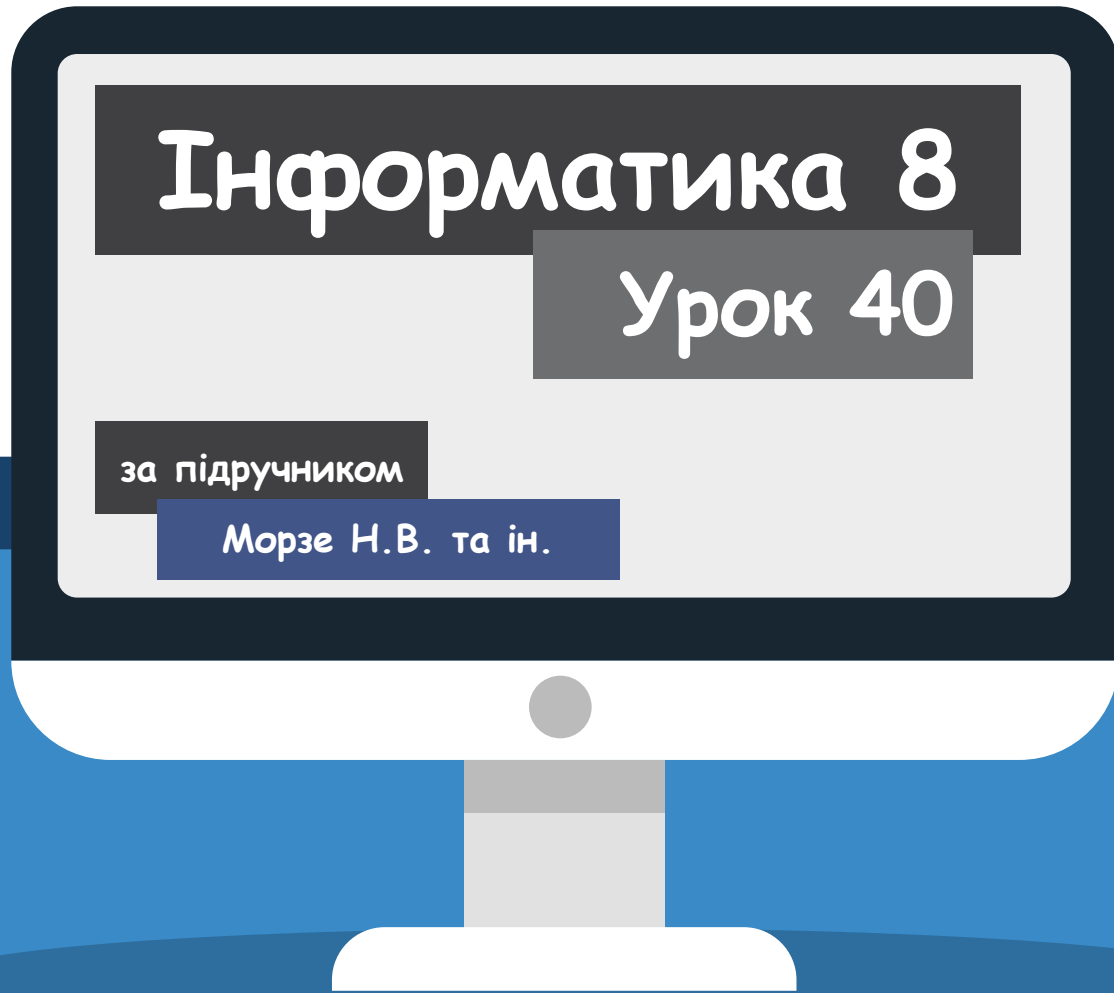 Інформатика 8
Урок 40
за підручником
Морзе Н.В. та ін.